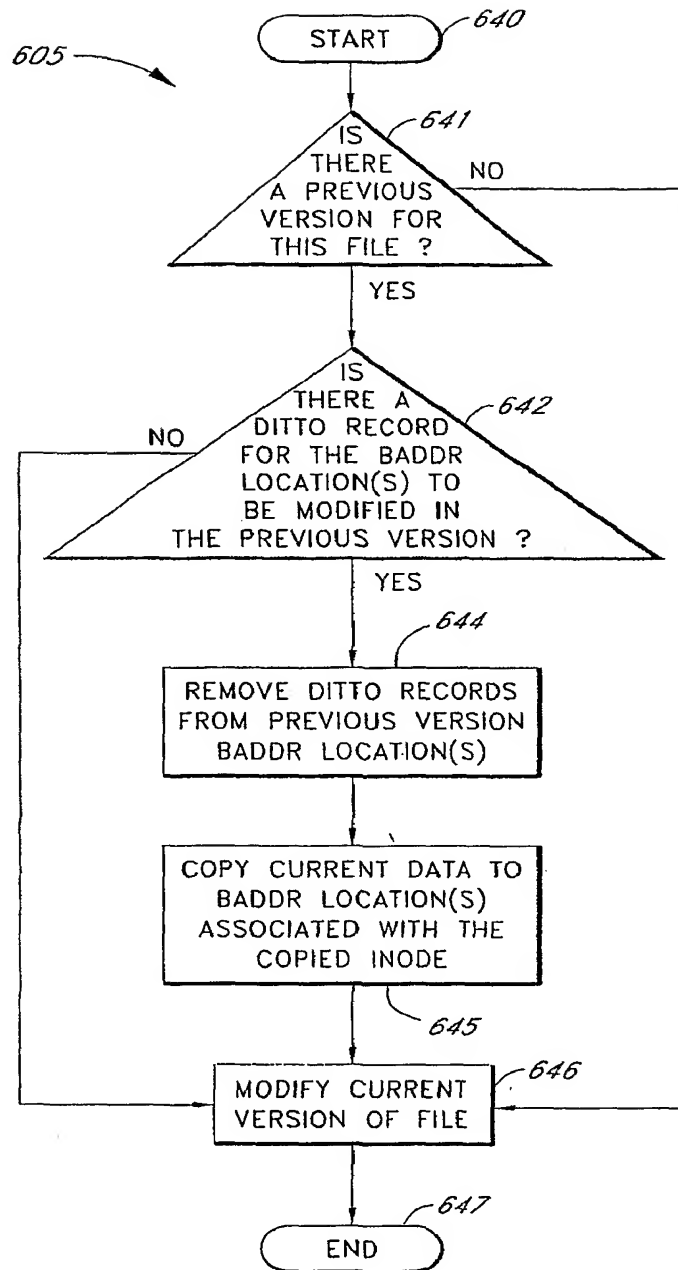 640
START
605
641
IS
THERE
A PREVIOUS
VERSION FOR
THIS FILE ?
NO
YES
642
IS
THERE A
DITTO RECORD
FOR THE BADDR
LOCATION(S) TO
BE MODIFIED IN
THE PREVIOUS VERSION ?
NO
YES
644
REMOVE DITTO RECORDS
FROM PREVIOUS VERSION
BADDR LOCATION(S)
COPY CURRENT DATA TO
BADDR LOCATION(S)
ASSOCIATED WITH THE
COPIED INODE
645
646
MODIFY CURRENT
VERSION OF FILE
647
END